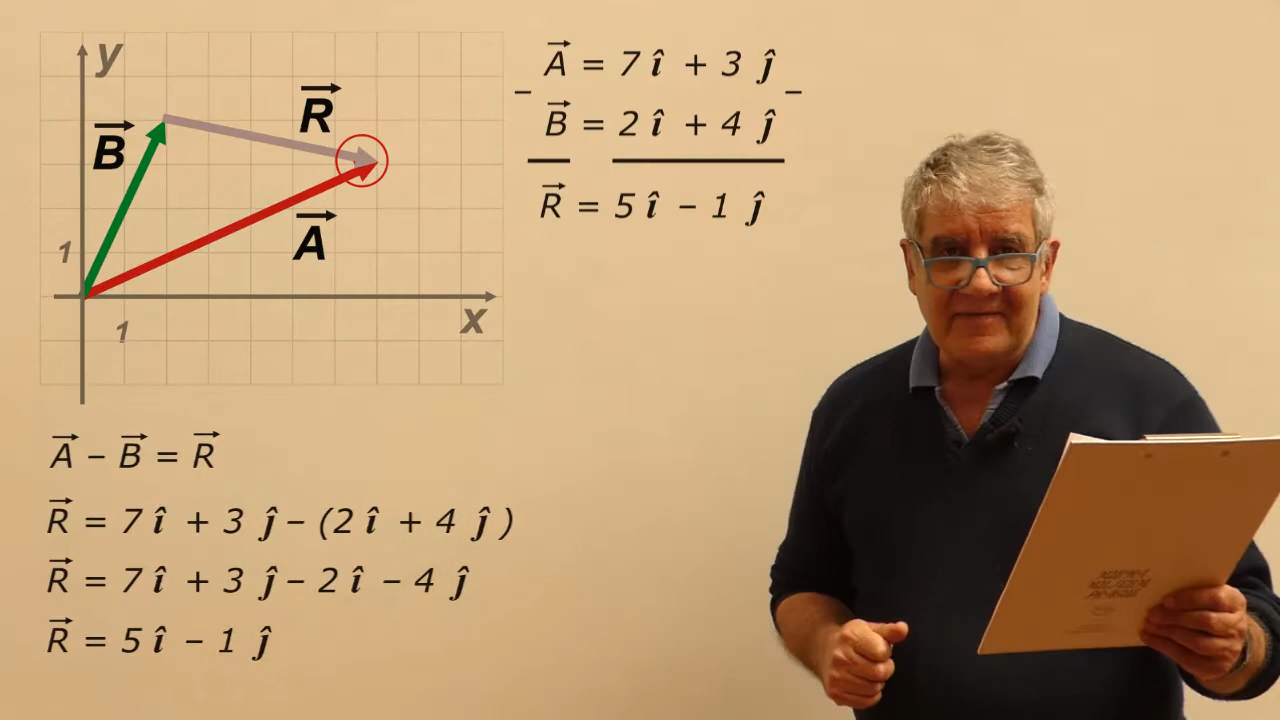 y
B⃗
R⃗
A⃗
1
1
x
A⃗ = 7 î + 3 ĵ
– –
B⃗ = 2 î + 4 ĵ
R⃗ = 5 î – 1 ĵ
A⃗ – B⃗ = R⃗
R⃗ = 7 î + 3 ĵ – (2 î + 4 ĵ )
R⃗ = 7 î + 3 ĵ – 2 î – 4 ĵ
R⃗ = 5 î – 1 ĵ